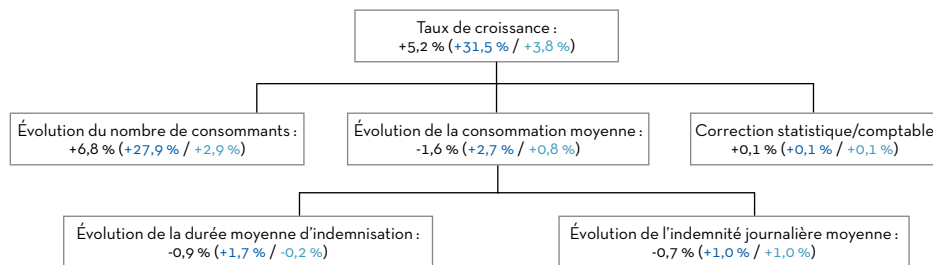 Taux de croissance :
+5,2 % (+31,5 % / +3,8 %)
Évolution du nombre de consommants :
+6,8 % (+27,9 % / +2,9 %)
Évolution de la consommation moyenne :
-1,6 % (+2,7 % / +0,8 %)
Correction statistique/comptable
+0,1 % (+0,1 % / +0,1 %)
Évolution de la durée moyenne d'indemnisation :
-0,9 % (+1,7 % / -0,2 %)
Évolution de l'indemnité journalière moyenne :
-0,7 % (+1,0 % / +1,0 %)